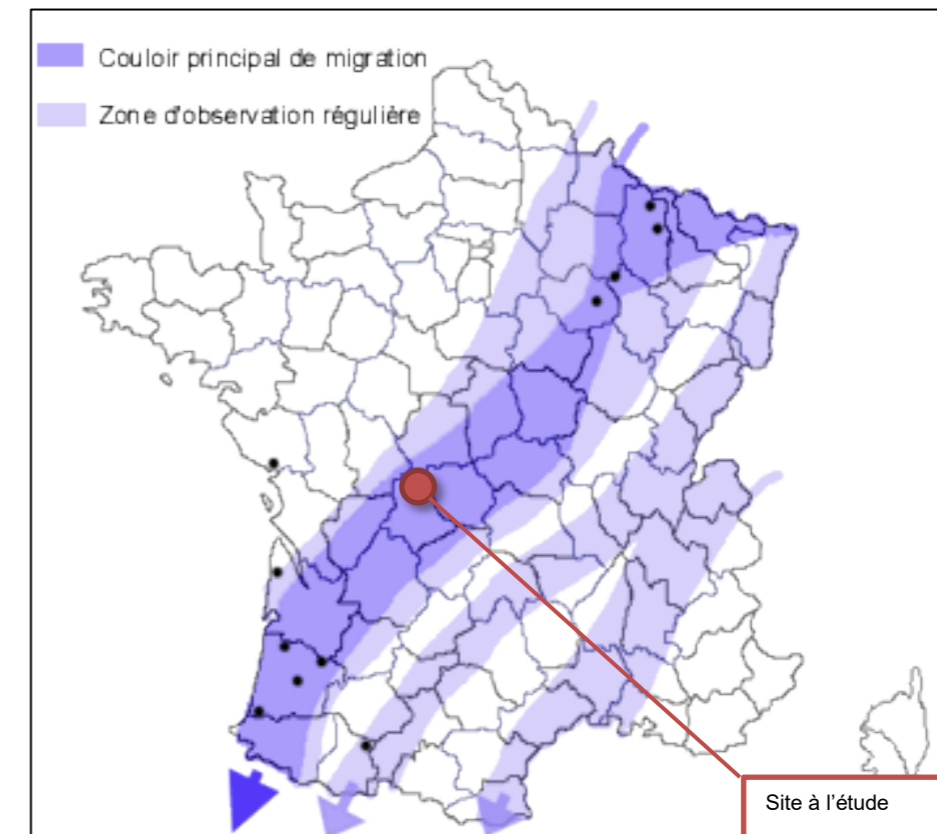 Couloir principal de migration
Zone d'observation régulière
Site à l'étude